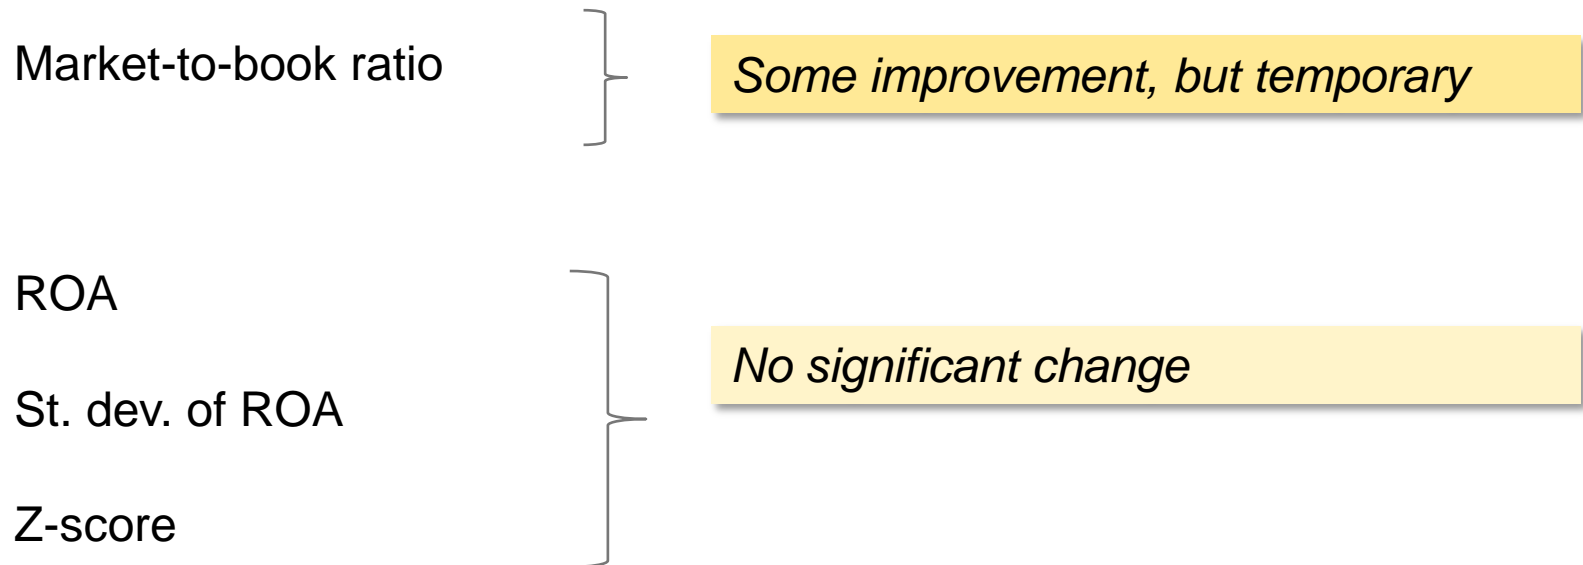 Market-to-book ratio
Some improvement, but temporary
ROA
St. dev. of ROA
Z-score
No significant change